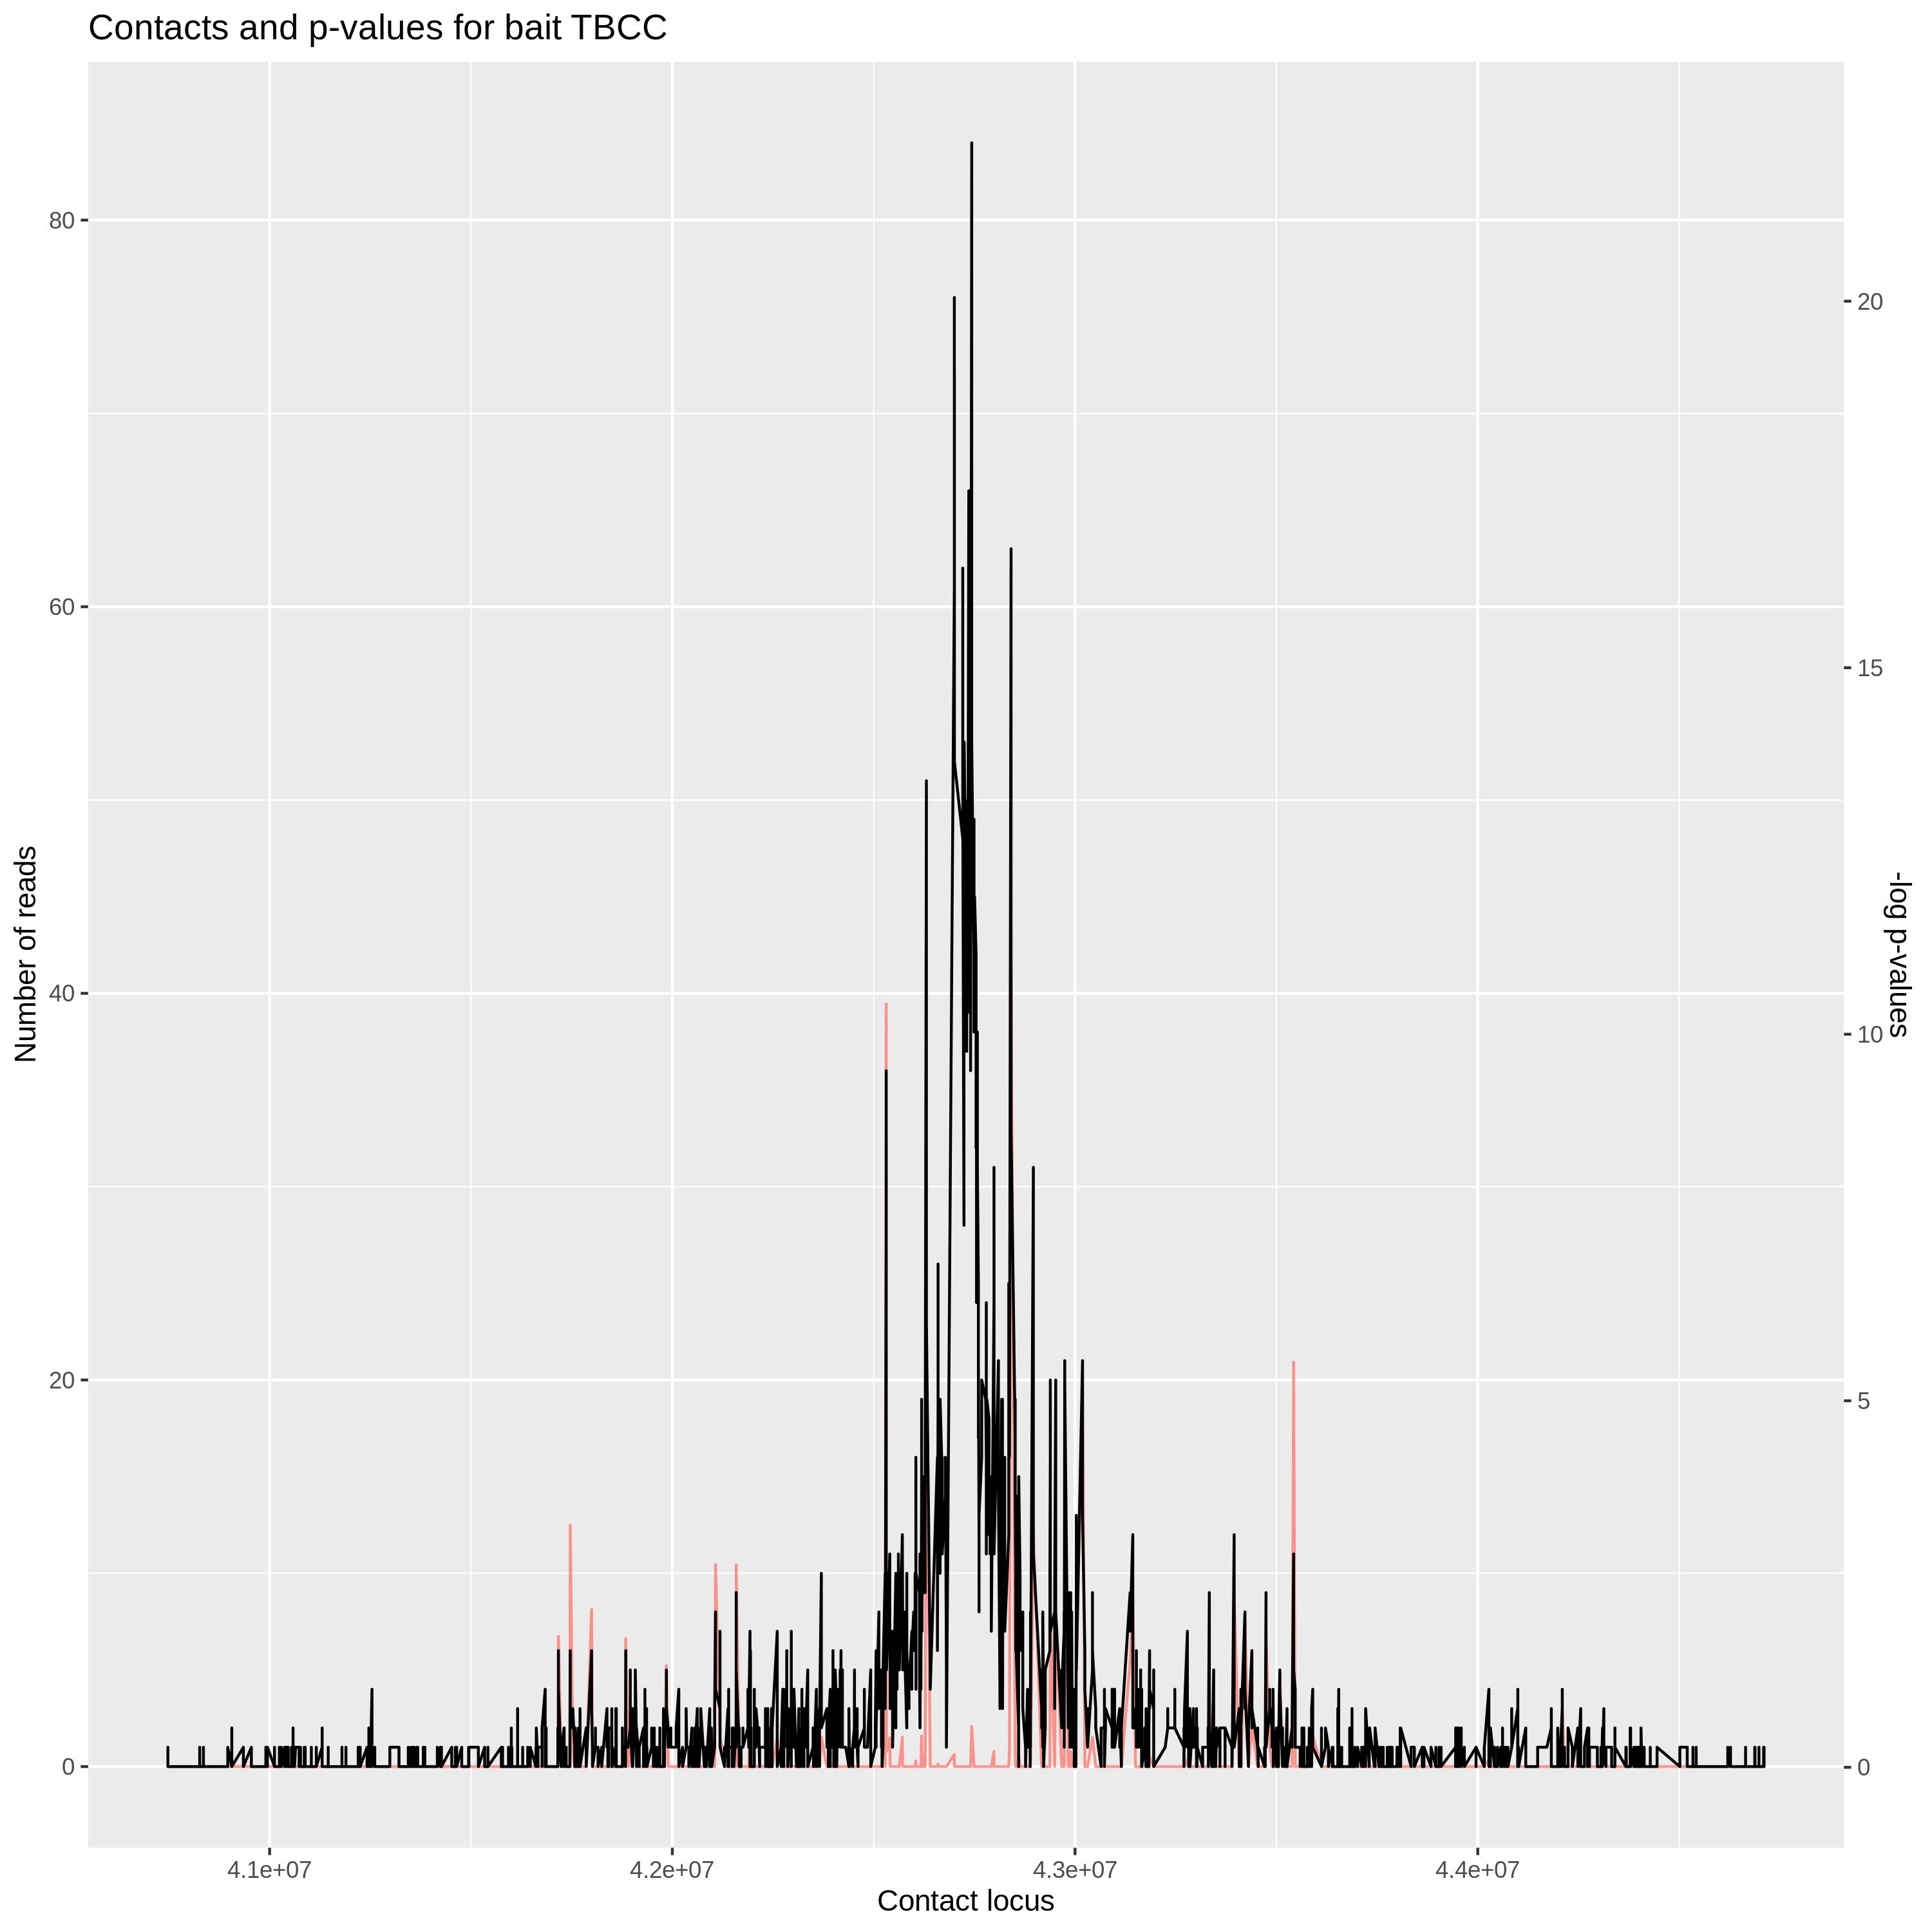 Contacts and p-values for bait TBCC
Number of reads
80
60
40
20
0
20
15
10
5
0
-log p-values
4.1e+07
4.2e+07
4.3e+07
4.4e+07
Contact locus